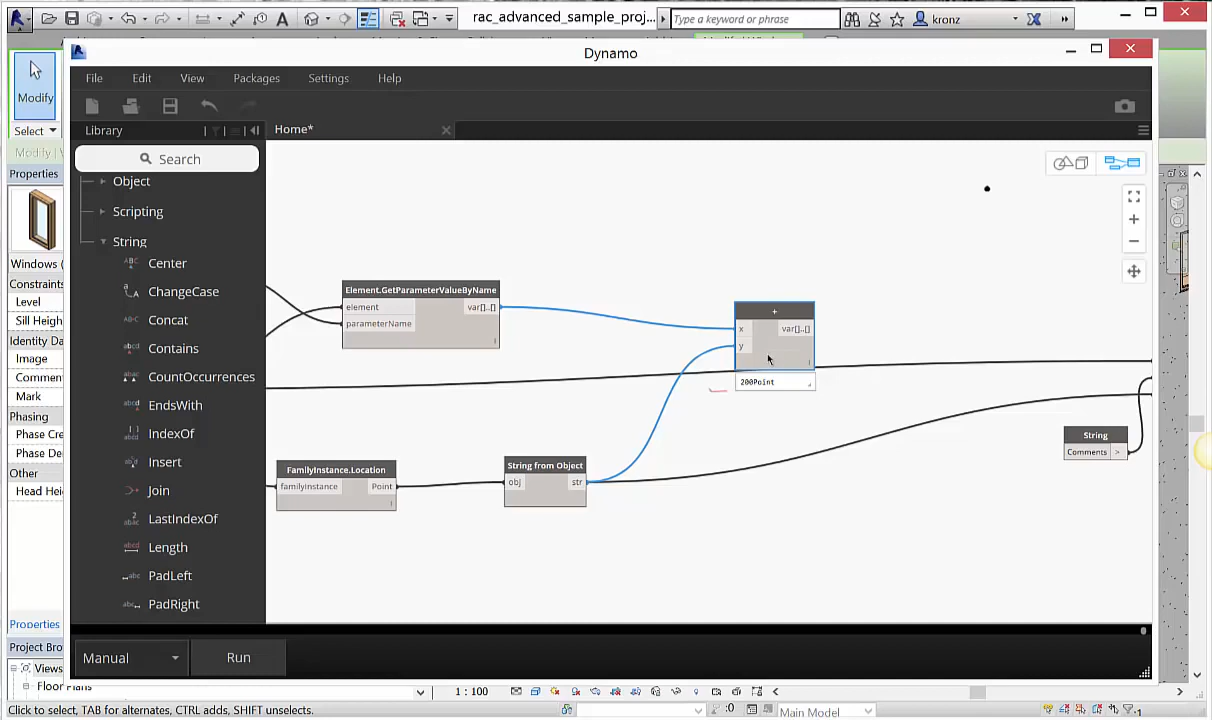 rac_advanced_sample_proj...
Type a keyword or phrase
kronz
Dynamo
Modify
Select
Properties
Windows (
Constraints
Level
Sill Heigh
Identity Da
Image
Commen
Mark
Phasing
Phase Cre
Phase De
Other
Head Hei
Properties
Project Bro
Views
Floor Plans
File Edit View Packages Settings Help
Library
Home*
Search
Object
Scripting
String
Center
ChangeCase
Concat
Contains
CountOccurrences
EndsWith
IndexOf
Insert
Join
LastIndexOf
Length
PadLeft
PadRight
Element.GetParameterValueByName
element var[]..[]
parameterName
+
x var[]..[]
y
200Point
FamilyInstance.Location
familyInstance Point
String from Object
obj str
String
Comments >
Manual
Run
1 : 100
Click to select, TAB for alternates, CTRL adds, SHIFT unselects.
:0
Main Model